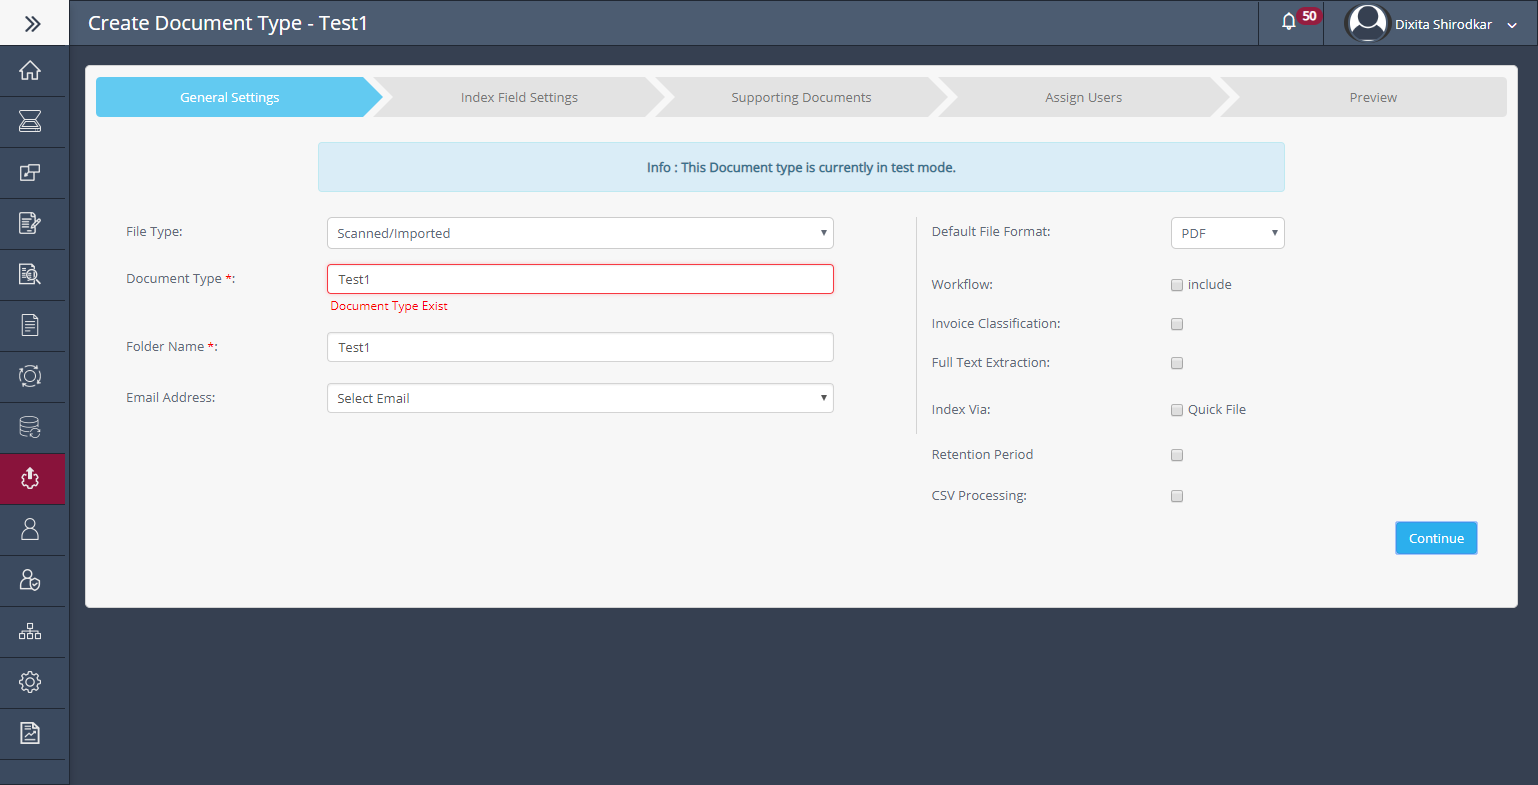 Create Document Type - Test1
50
Dixita Shirodkar
General Settings
Index Field Settings
Supporting Documents
Assign Users
Preview
Info : This Document type is currently in test mode.
File Type:
Scanned/Imported
Document Type *:
Test1
Document Type Exist
Folder Name *:
Test1
Email Address:
Select Email
Default File Format:
PDF
Workflow:
include
Invoice Classification:
Full Text Extraction:
Index Via:
Quick File
Retention Period
CSV Processing:
Continue